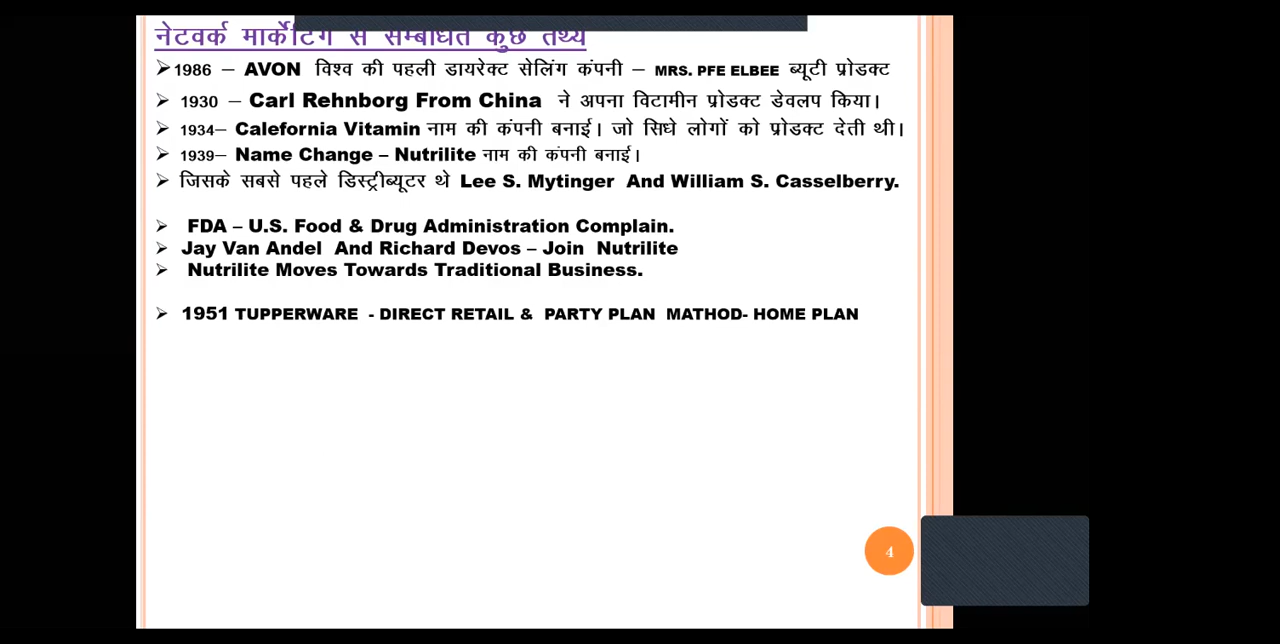 नेटवर्क मार्केटिंग से सम्बंधित कुछ तथ्य
➢1986 – AVON विश्व की पहली डायरेक्ट सेलिंग कंपनी – MRS. PFE ELBEE ब्यूटी प्रोडक्ट
➢ 1930 – Carl Rehnborg From China ने अपना विटामीन प्रोडक्ट डेवलप किया।
➢ 1934– Calefornia Vitamin नाम की कंपनी बनाई। जो सिधे लोगों को प्रोडक्ट देती थी।
➢ 1939– Name Change – Nutrilite नाम की कंपनी बनाई।
➢ जिसके सबसे पहले डिस्ट्रीब्यूटर थे Lee S. Mytinger And William S. Casselberry.
➢ FDA – U.S. Food & Drug Administration Complain.
➢ Jay Van Andel And Richard Devos – Join Nutrilite
➢ Nutrilite Moves Towards Traditional Business.
➢ 1951 TUPPERWARE - DIRECT RETAIL & PARTY PLAN MATHOD- HOME PLAN
4